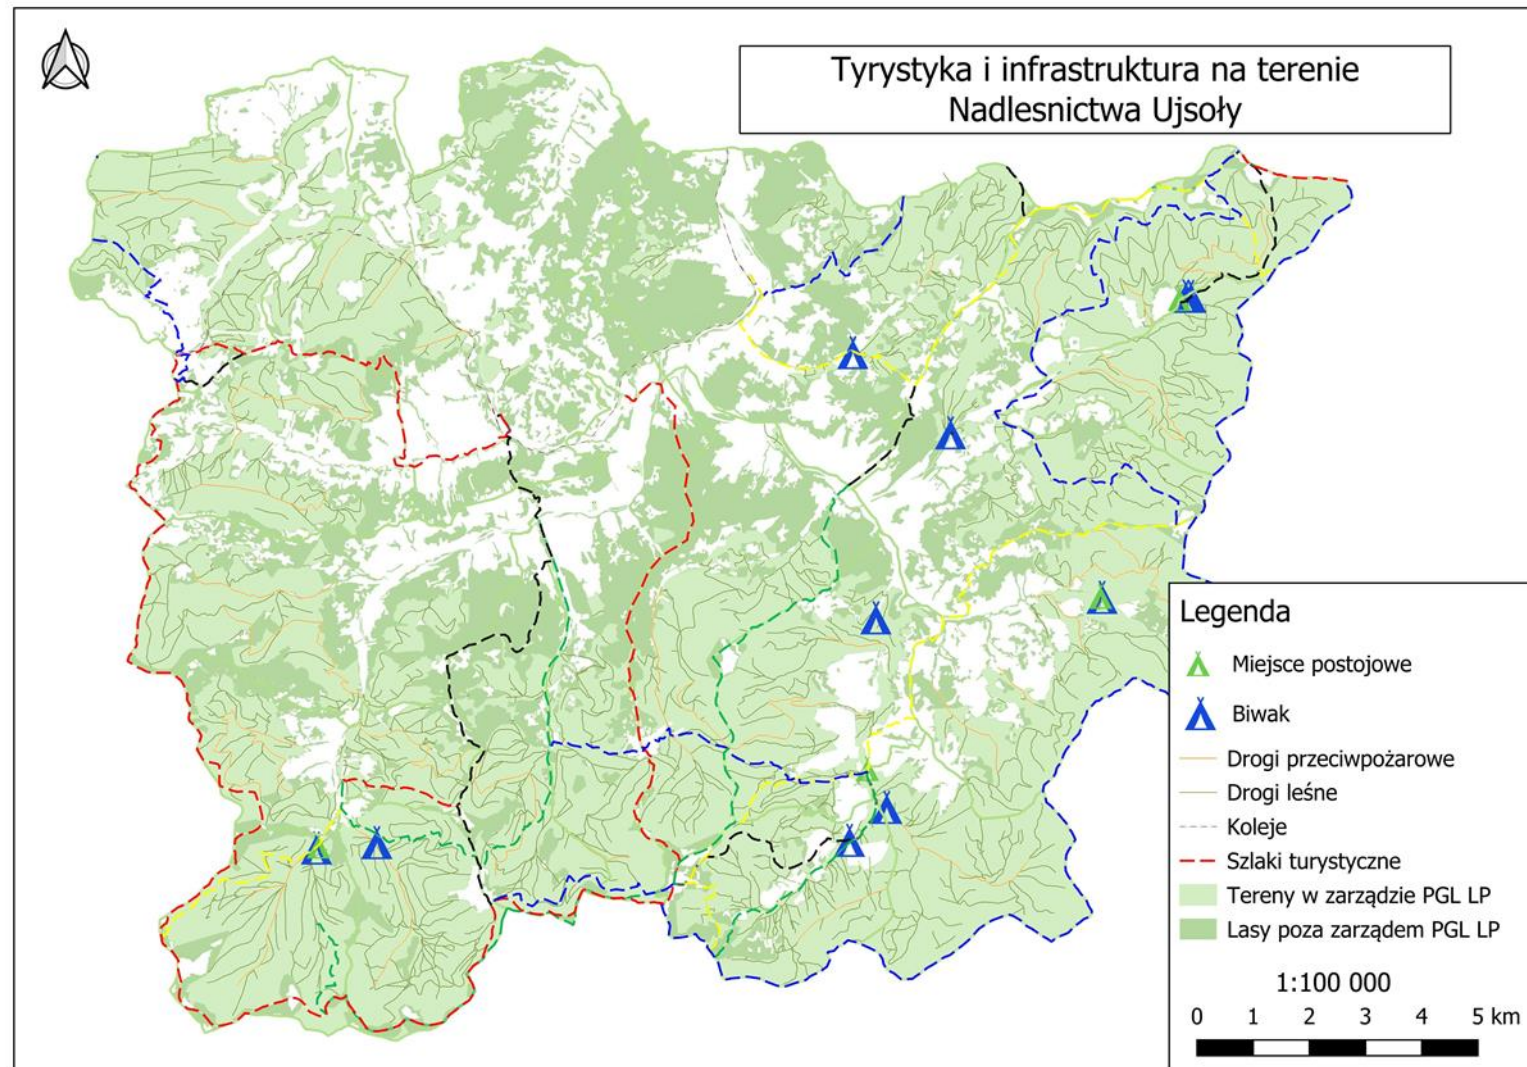 Tyrystyka i infrastruktura na terenie
Nadlesnictwa Ujsoły
Legenda
Miejsce postojowe
Biwak
Drogi przeciwpożarowe
Drogi leśne
Koleje
Szlaki turystyczne
Tereny w zarządzie PGL LP
Lasy poza zarządem PGL LP
1:100 000
0 1 2 3 4 5 km